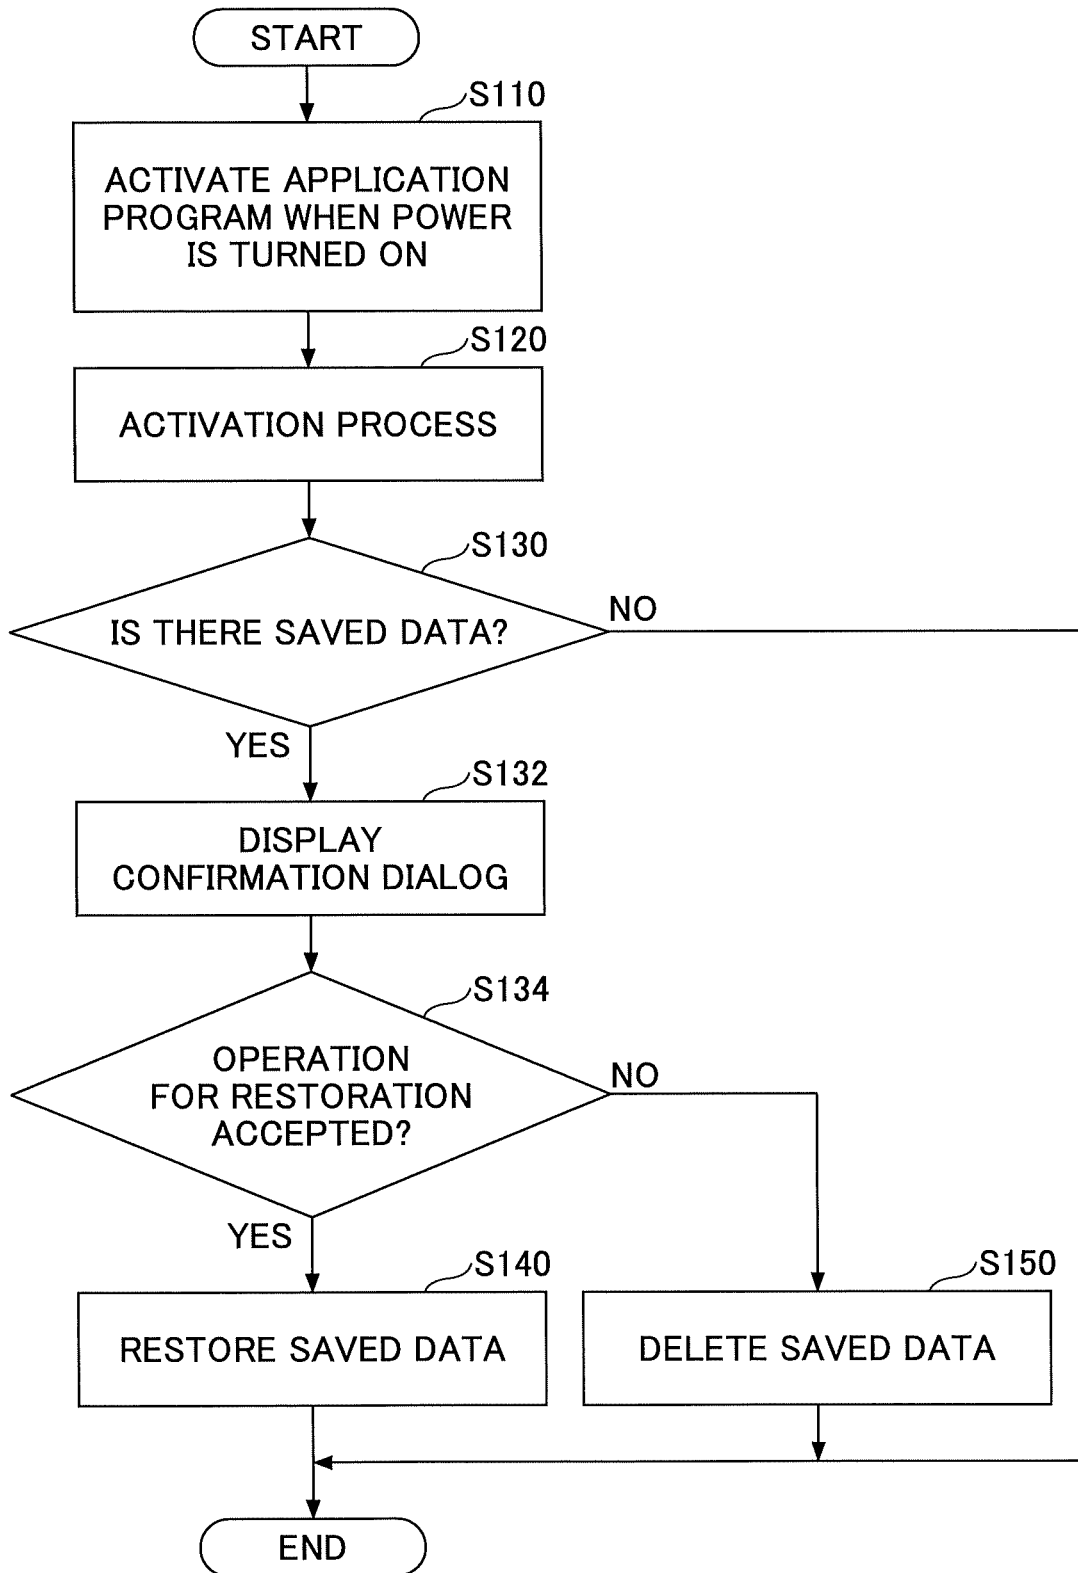 START
S110
ACTIVATE APPLICATION
PROGRAM WHEN POWER
IS TURNED ON
S120
ACTIVATION PROCESS
S130
IS THERE SAVED DATA?
NO
YES
S132
DISPLAY
CONFIRMATION DIALOG
S134
OPERATION
FOR RESTORATION
ACCEPTED?
NO
YES
S140
RESTORE SAVED DATA
S150
DELETE SAVED DATA
END